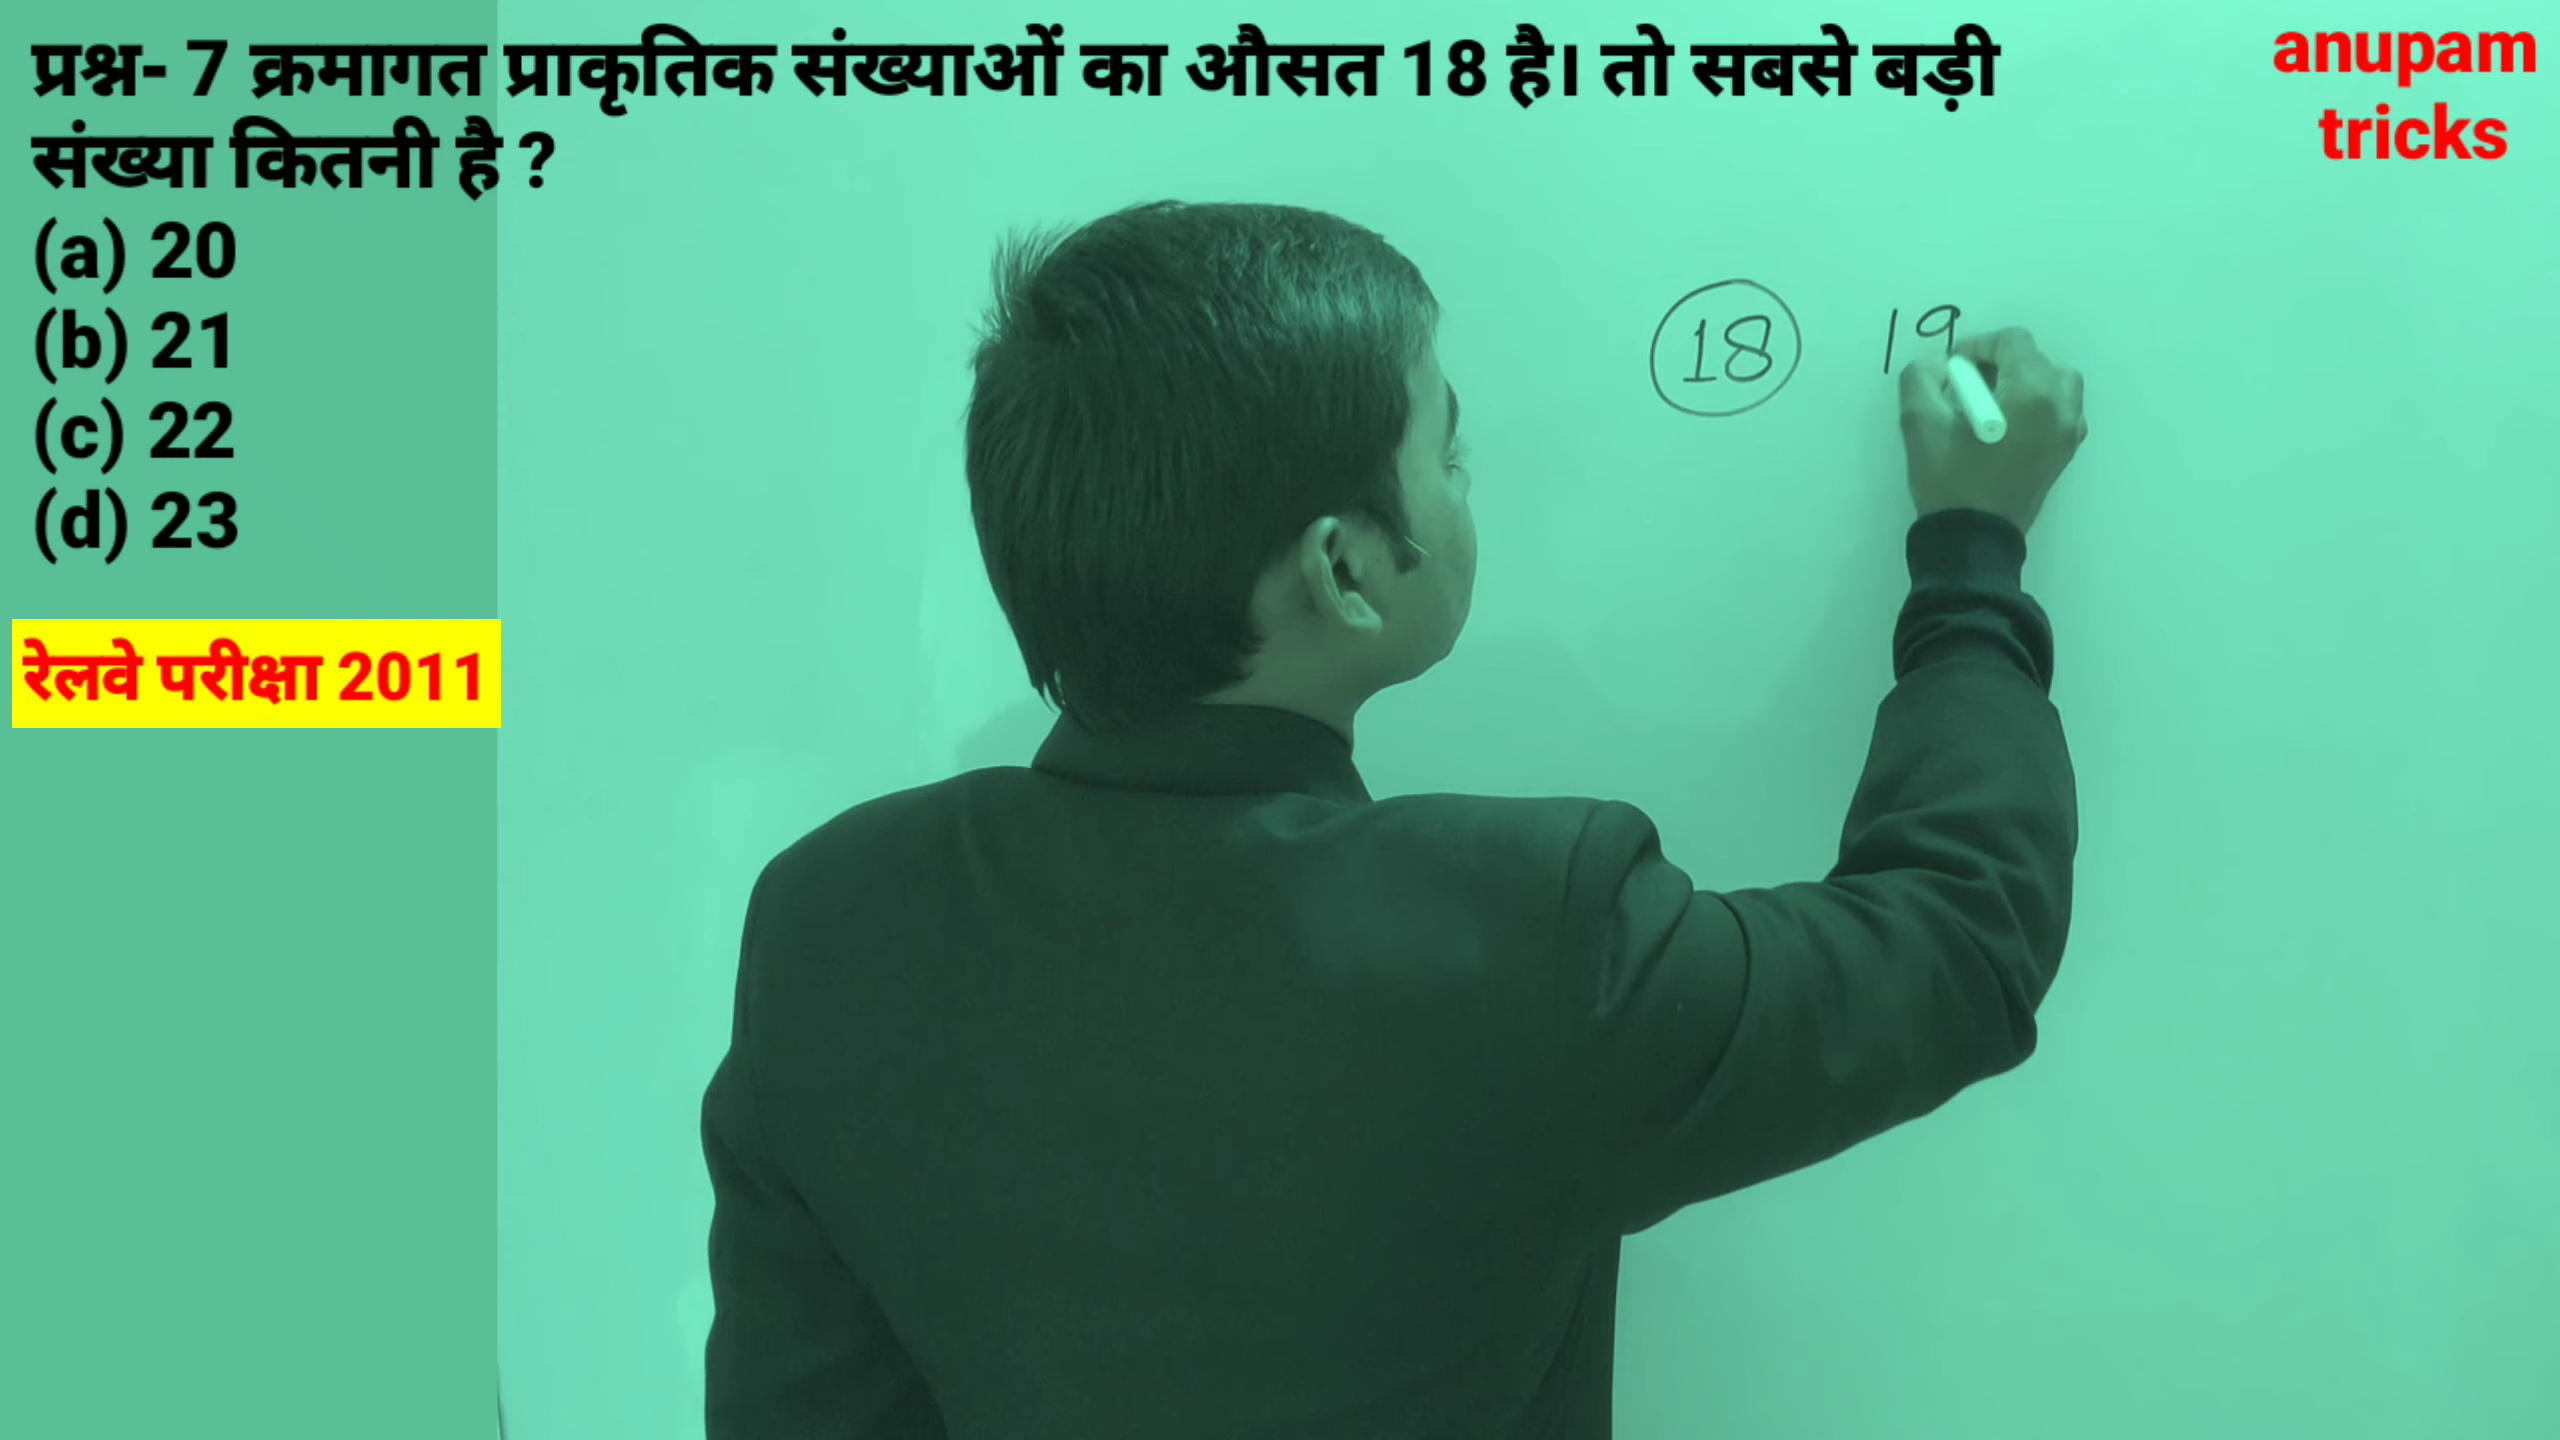 प्रश्न- 7 क्रमागत प्राकृतिक संख्याओं का औसत 18 है। तो सबसे बड़ी
संख्या कितनी है ?
(a) 20
(b) 21
(c) 22
(d) 23
रेलवे परीक्षा 2011
anupam
tricks
18 19